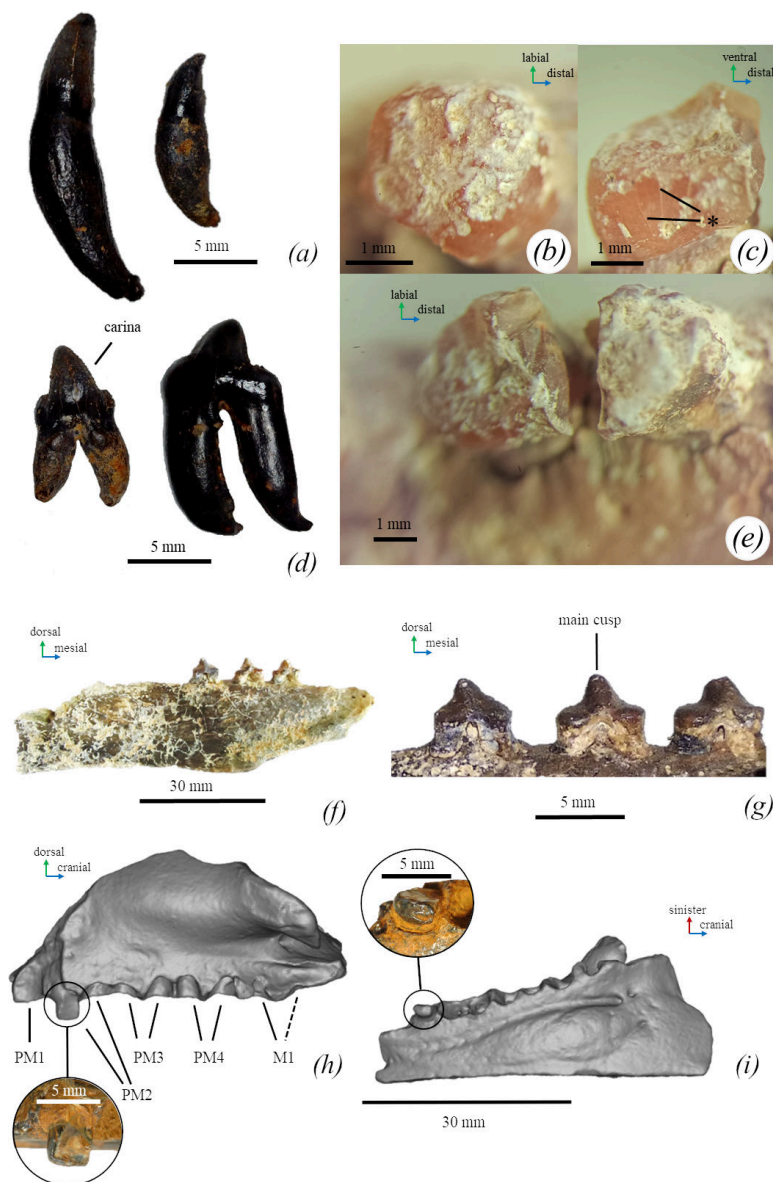 5 mm
(a)
labial
distal
1 mm
(b)
ventral
distal
*
1 mm
(c)
carina
5 mm
(d)
labial
distal
1 mm
(e)
dorsal
mesial
30 mm
(f)
main cusp
dorsal
mesial
5 mm
(g)
dorsal
cranial
PM1
PM3
PM4
M1
PM2
5 mm
(h)
5 mm
sinister
cranial
30 mm
(i)